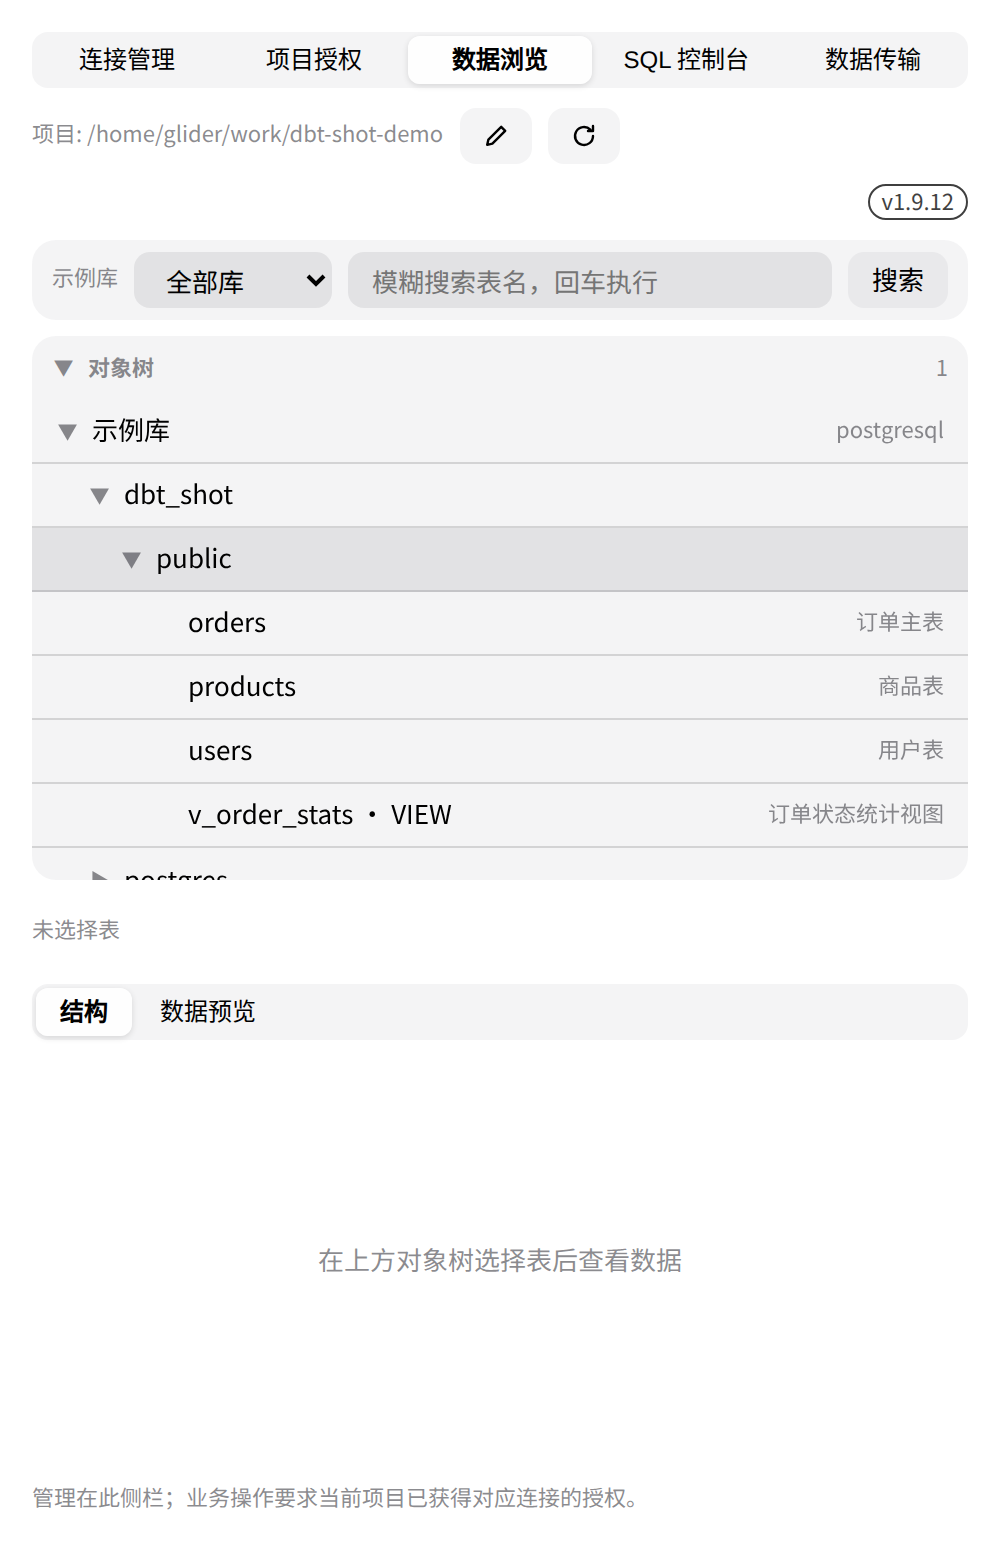 连接管理 项目授权 数据浏览 SQL 控制台 数据传输
项目: /home/glider/work/dbt-shot-demo
v1.9.12
示例库 全部库 模糊搜索表名，回车执行 搜索
对象树 1
示例库 postgresql
dbt_shot
public
orders 订单主表
products 商品表
users 用户表
v_order_stats · VIEW 订单状态统计视图
postgres
未选择表
结构 数据预览
在上方对象树选择表后查看数据
管理在此侧栏；业务操作要求当前项目已获得对应连接的授权。